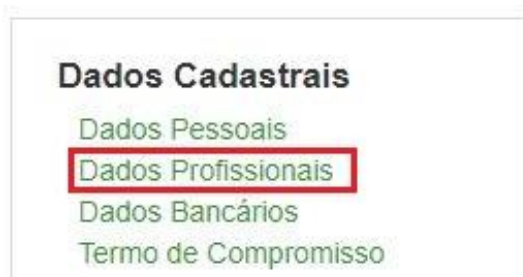 Dados Cadastrais
Dados Pessoais
Dados Profissionais
Dados Bancários
Termo de Compromisso